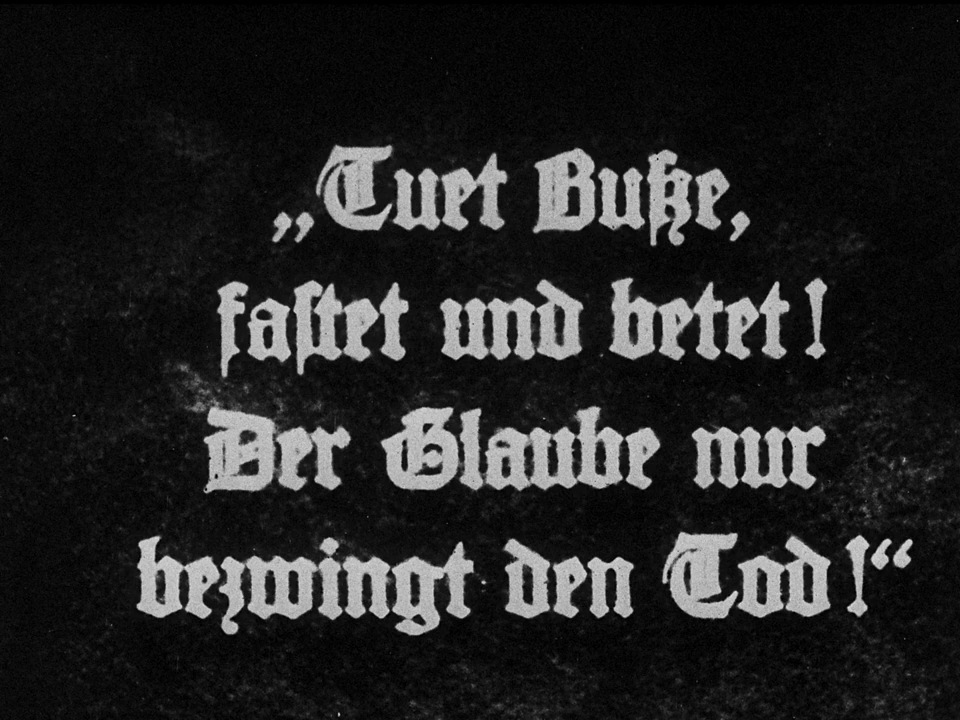 „Tuet Buße,
faſtet und betet!
Der Glaube nur
bezwingt den Tod!“